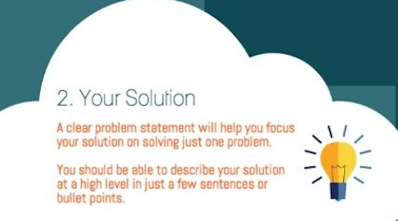 2. Your Solution
A clear problem statement will help you focus
your solution on solving just one problem.
You should be able to describe your solution
at a high level in just a few sentences or
bullet points.